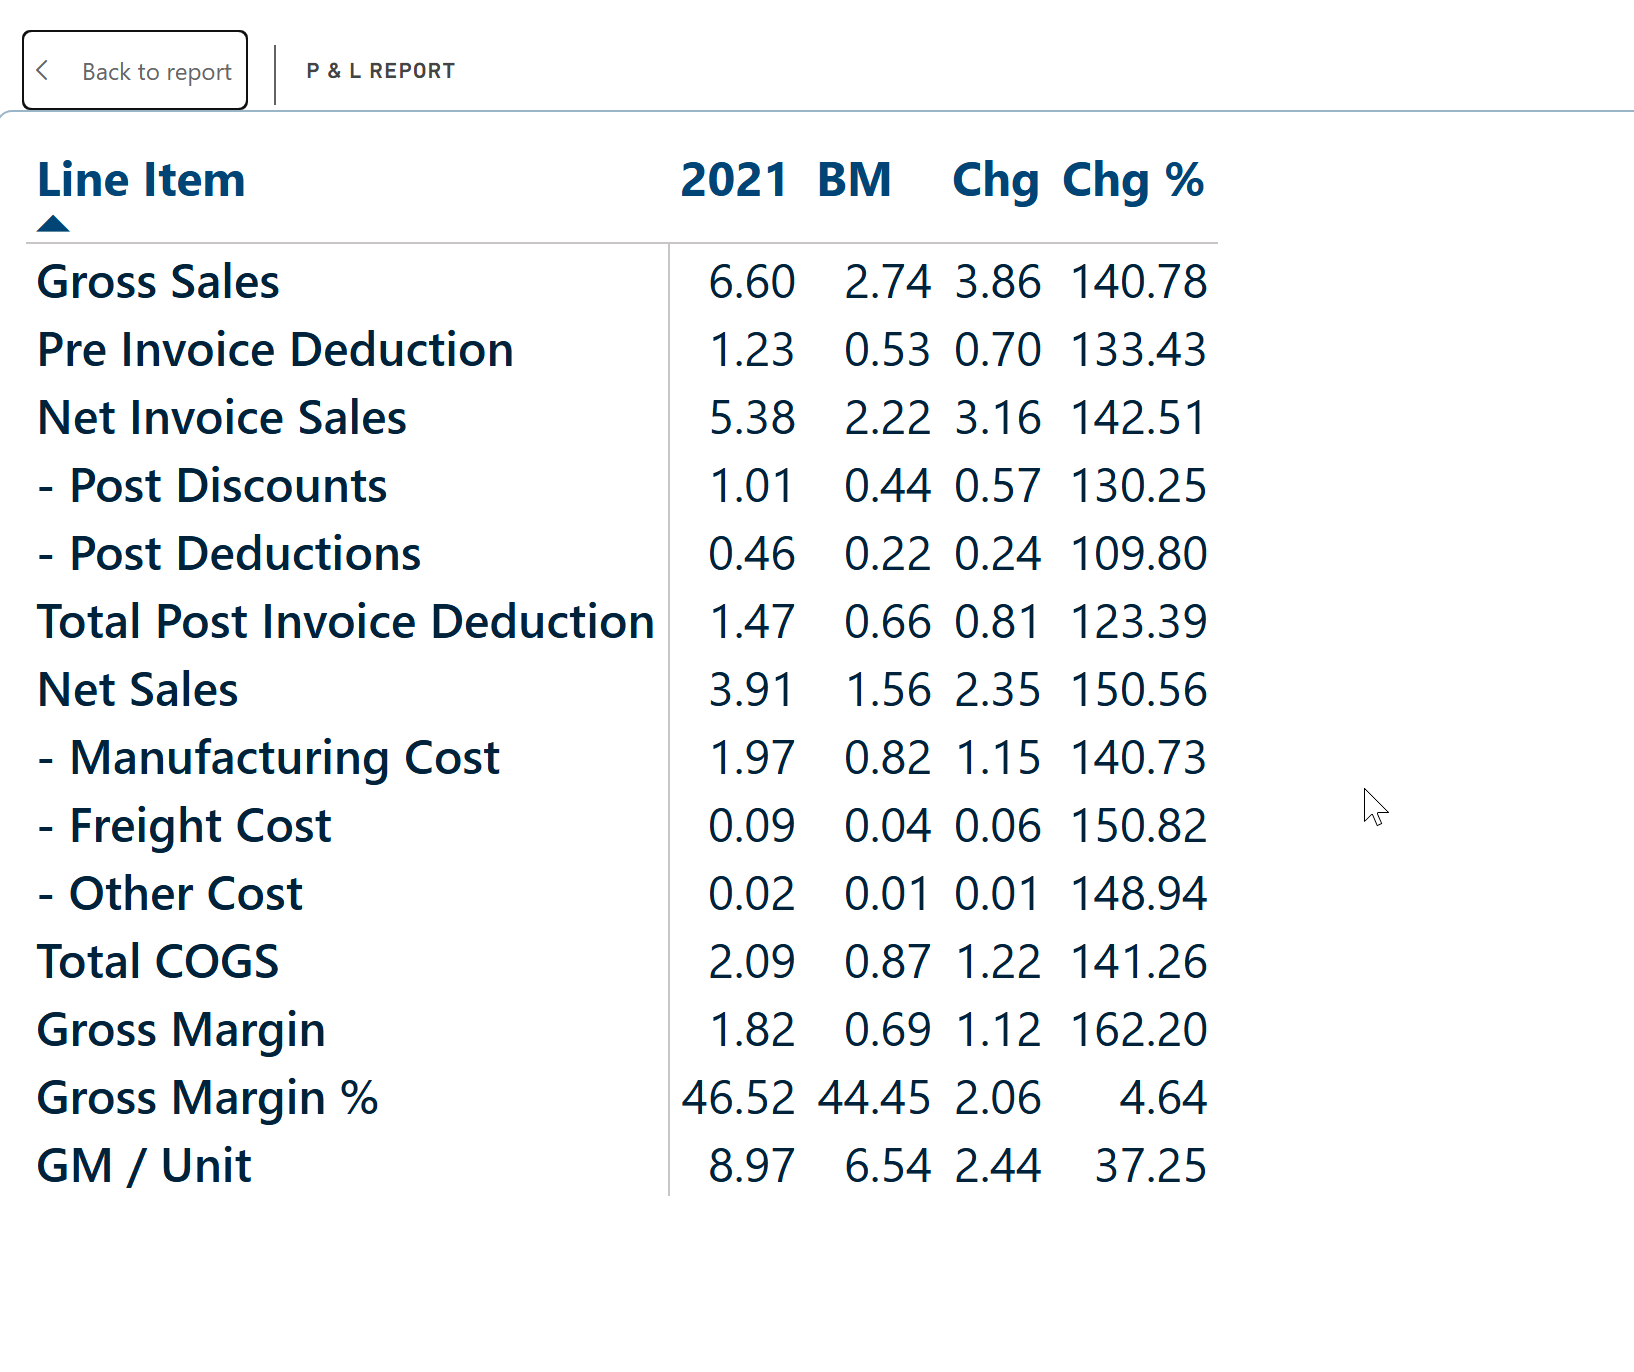 Back to report
P & L REPORT
Line Item 2021 BM Chg Chg %
Gross Sales 6.60 2.74 3.86 140.78
Pre Invoice Deduction 1.23 0.53 0.70 133.43
Net Invoice Sales 5.38 2.22 3.16 142.51
- Post Discounts 1.01 0.44 0.57 130.25
- Post Deductions 0.46 0.22 0.24 109.80
Total Post Invoice Deduction 1.47 0.66 0.81 123.39
Net Sales 3.91 1.56 2.35 150.56
- Manufacturing Cost 1.97 0.82 1.15 140.73
- Freight Cost 0.09 0.04 0.06 150.82
- Other Cost 0.02 0.01 0.01 148.94
Total COGS 2.09 0.87 1.22 141.26
Gross Margin 1.82 0.69 1.12 162.20
Gross Margin % 46.52 44.45 2.06 4.64
GM / Unit 8.97 6.54 2.44 37.25